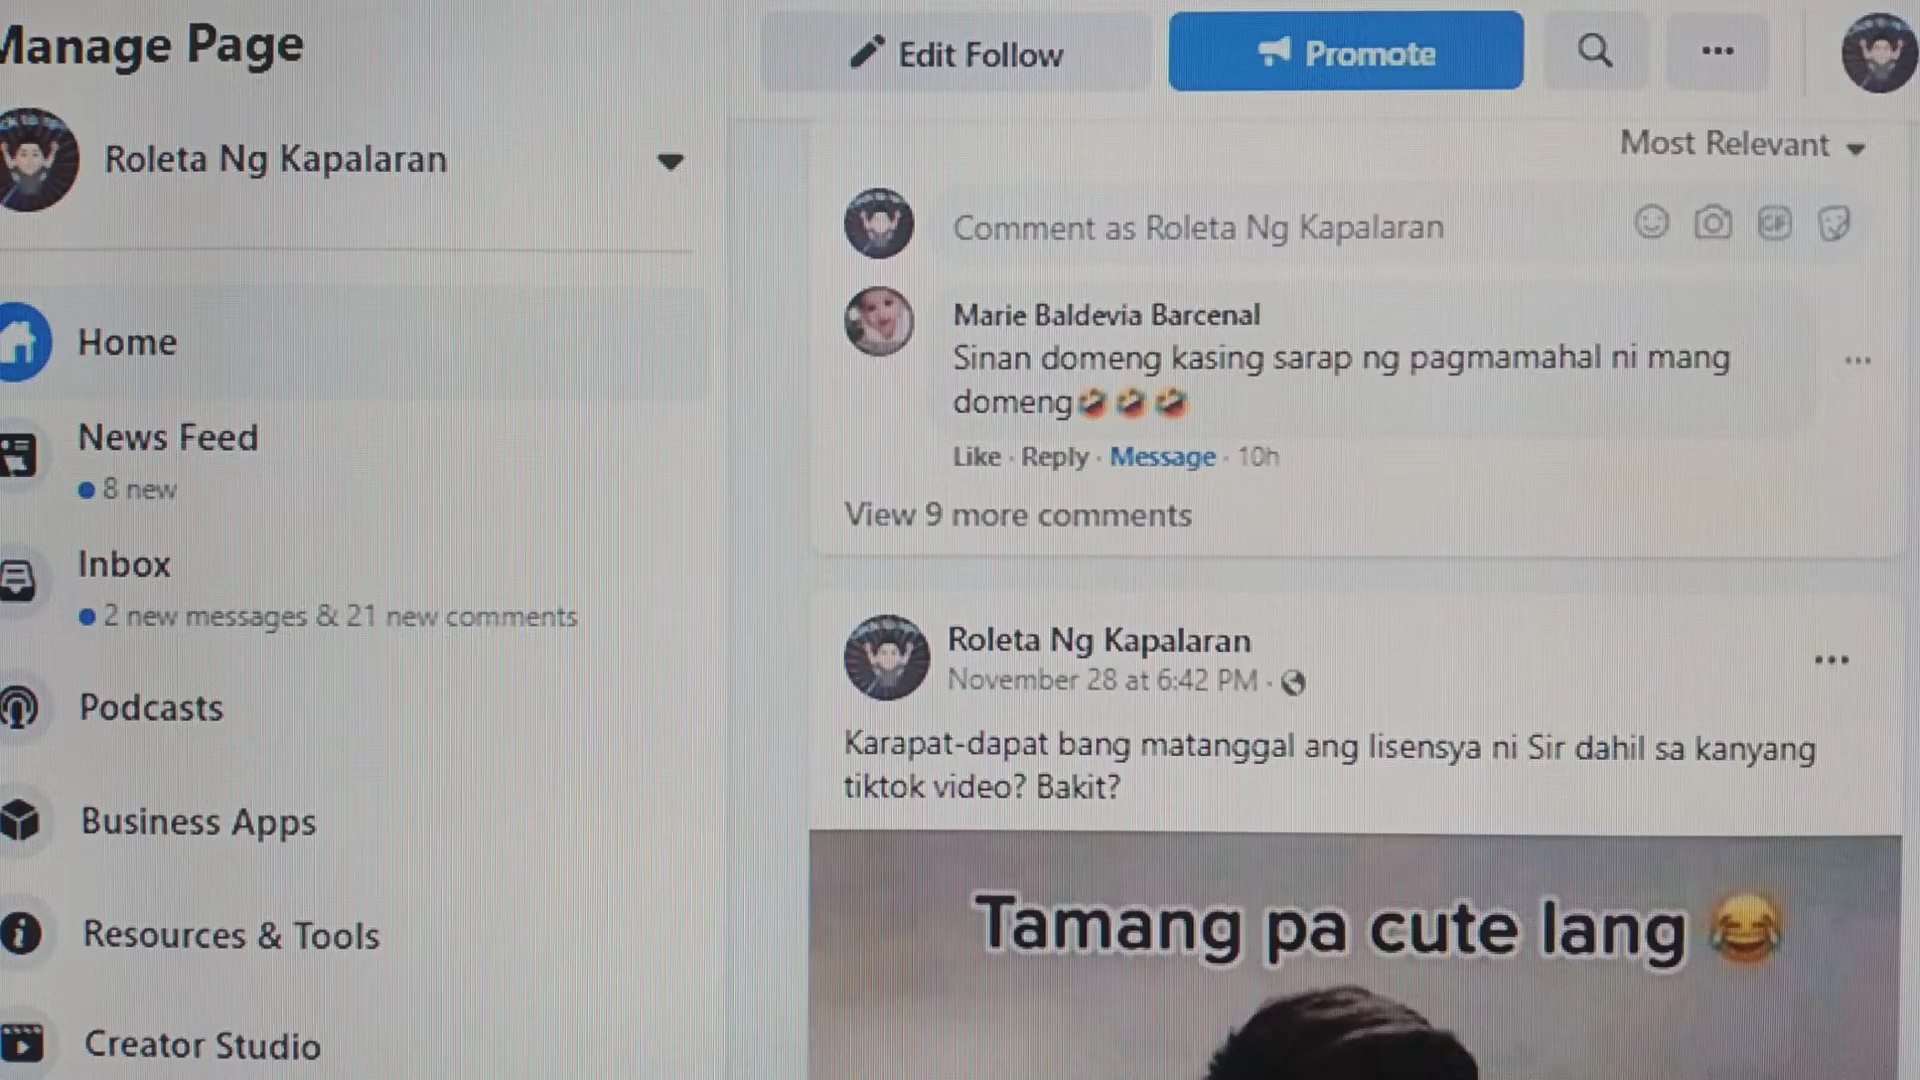 Manage Page
Roleta Ng Kapalaran
Home
News Feed
8 new
Inbox
2 new messages & 21 new comments
Podcasts
Business Apps
Resources & Tools
Creator Studio
Edit Follow
Promote
Most Relevant
Comment as Roleta Ng Kapalaran
Marie Baldevia Barcenal
Sinan domeng kasing sarap ng pagmamahal ni mang
domeng🤣🤣🤣
Like · Reply · Message · 10h
View 9 more comments
Roleta Ng Kapalaran
November 28 at 6:42 PM ·
Karapat-dapat bang matanggal ang lisensya ni Sir dahil sa kanyang
tiktok video? Bakit?
Tamang pa cute lang 😂